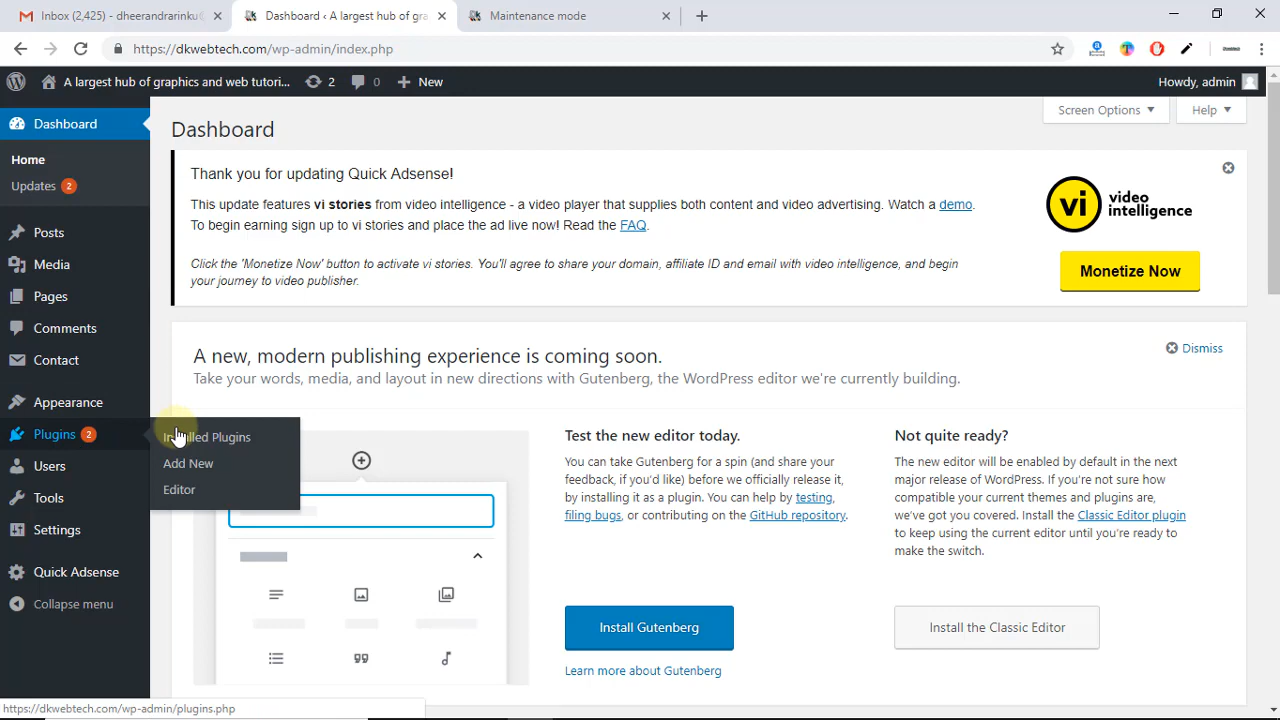 Inbox (2,425) - dheerandrarinku
Dashboard ‹ A largest hub of gra
Maintenance mode
https://dkwebtech.com/wp-admin/index.php
A largest hub of graphics and web tutori...
2
0
New
Howdy, admin
Dashboard
Home
Updates 2
Posts
Media
Pages
Comments
Contact
Appearance
Plugins 2
Users
Tools
Settings
Quick Adsense
Collapse menu
Installed Plugins
Add New
Editor
Screen Options
Help
Dashboard
Thank you for updating Quick Adsense!
This update features vi stories from video intelligence - a video player that supplies both content and video advertising. Watch a demo.
To begin earning sign up to vi stories and place the ad live now! Read the FAQ.
Click the 'Monetize Now' button to activate vi stories. You'll agree to share your domain, affiliate ID and email with video intelligence, and begin
your journey to video publisher.
vi video
intelligence
Monetize Now
A new, modern publishing experience is coming soon.
Dismiss
Take your words, media, and layout in new directions with Gutenberg, the WordPress editor we're currently building.
Test the new editor today.
You can take Gutenberg for a spin (and share your
feedback, if you'd like) before we officially release it,
by installing it as a plugin. You can help by testing,
filing bugs, or contributing on the GitHub repository.
Install Gutenberg
Learn more about Gutenberg
Not quite ready?
The new editor will be enabled by default in the next
major release of WordPress. If you're not sure how
compatible your current themes and plugins are,
we've got you covered. Install the Classic Editor plugin
to keep using the current editor until you're ready to
make the switch.
Install the Classic Editor
https://dkwebtech.com/wp-admin/plugins.php